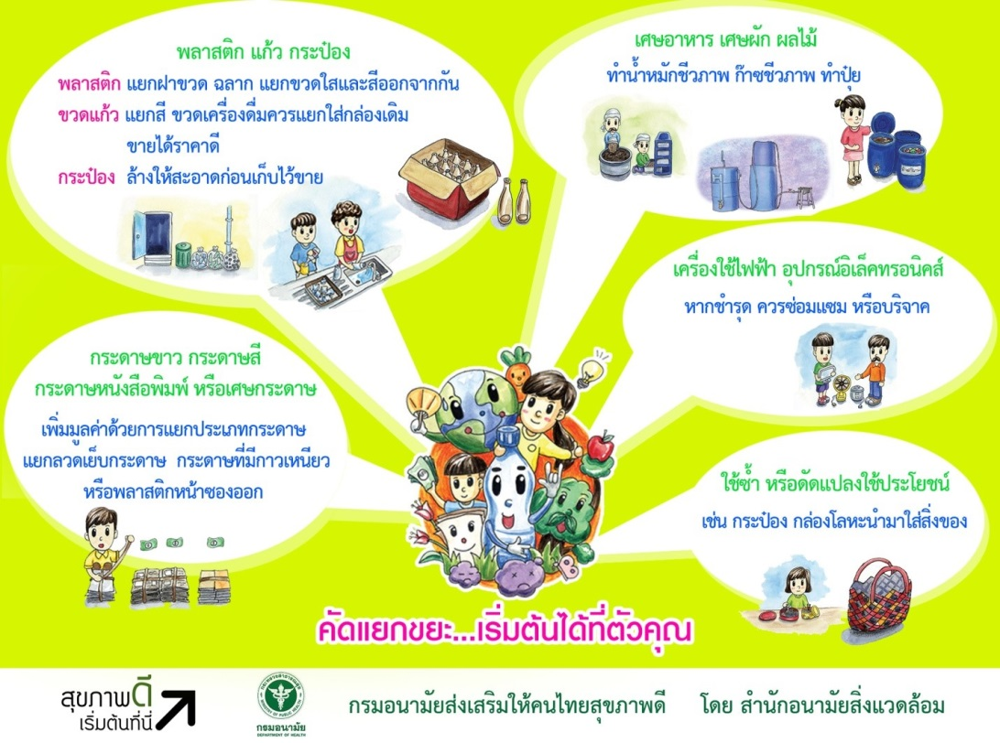 พลาสติก แก้ว กระป๋อง
พลาสติก แยกฝาขวด ฉลาก แยกขวดใสและสีออกจากกัน
ขวดแก้ว แยกสี ขวดเครื่องดื่มควรแยกใส่กล่องเดิม
ขายได้ราคาดี
กระป๋อง ล้างให้สะอาดก่อนเก็บไว้ขาย
เศษอาหาร เศษผัก ผลไม้
ทำน้ำหมักชีวภาพ ก๊าซชีวภาพ ทำปุ๋ย
เครื่องใช้ไฟฟ้า อุปกรณ์อิเล็คทรอนิคส์
หากชำรุด ควรซ่อมแซม หรือบริจาค
กระดาษขาว กระดาษสี
กระดาษหนังสือพิมพ์ หรือเศษกระดาษ
เพิ่มมูลค่าด้วยการแยกประเภทกระดาษ
แยกลวดเย็บกระดาษ กระดาษที่มีกาวเหนียว
หรือพลาสติกหน้าซองออก
ใช้ซ้ำ หรือดัดแปลงใช้ประโยชน์
เช่น กระป๋อง กล่องโลหะนำมาใส่สิ่งของ
คัดแยกขยะ...เริ่มต้นได้ที่ตัวคุณ
สุขภาพดี
เริ่มต้นที่นี่
กรมอนามัย
DEPARTMENT OF HEALTH
กรมอนามัยส่งเสริมให้คนไทยสุขภาพดี โดย สำนักอนามัยสิ่งแวดล้อม